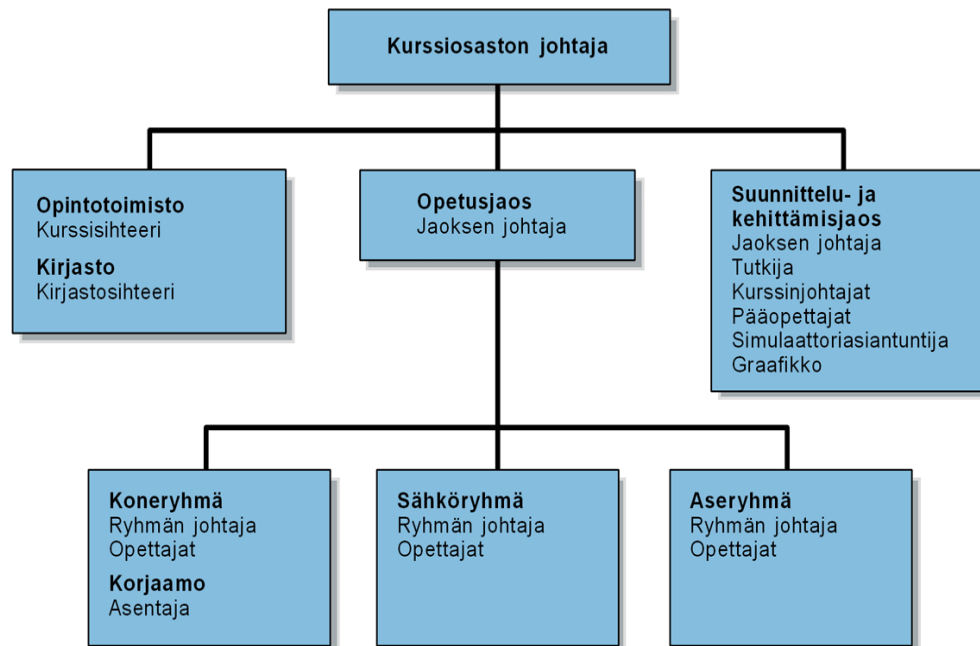 Kurssiosaston johtaja
Opintotoimisto
Kurssisihteeri
Kirjasto
Kirjastosihteeri
Opetusjaos
Jaoksen johtaja
Suunnittelu- ja
kehittämisjaos
Jaoksen johtaja
Tutkija
Kurssinjohtajat
Pääopettajat
Simulaattoriasiantuntija
Graafikko
Koneryhmä
Ryhmän johtaja
Opettajat
Korjaamo
Asentaja
Sähköryhmä
Ryhmän johtaja
Opettajat
Aseryhmä
Ryhmän johtaja
Opettajat